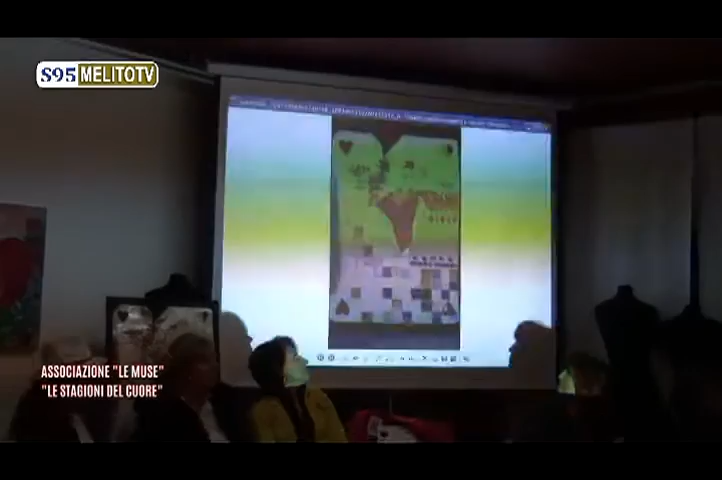 S95 MELITOTV
ASSOCIAZIONE "LE MUSE"
"LE STAGIONI DEL CUORE"